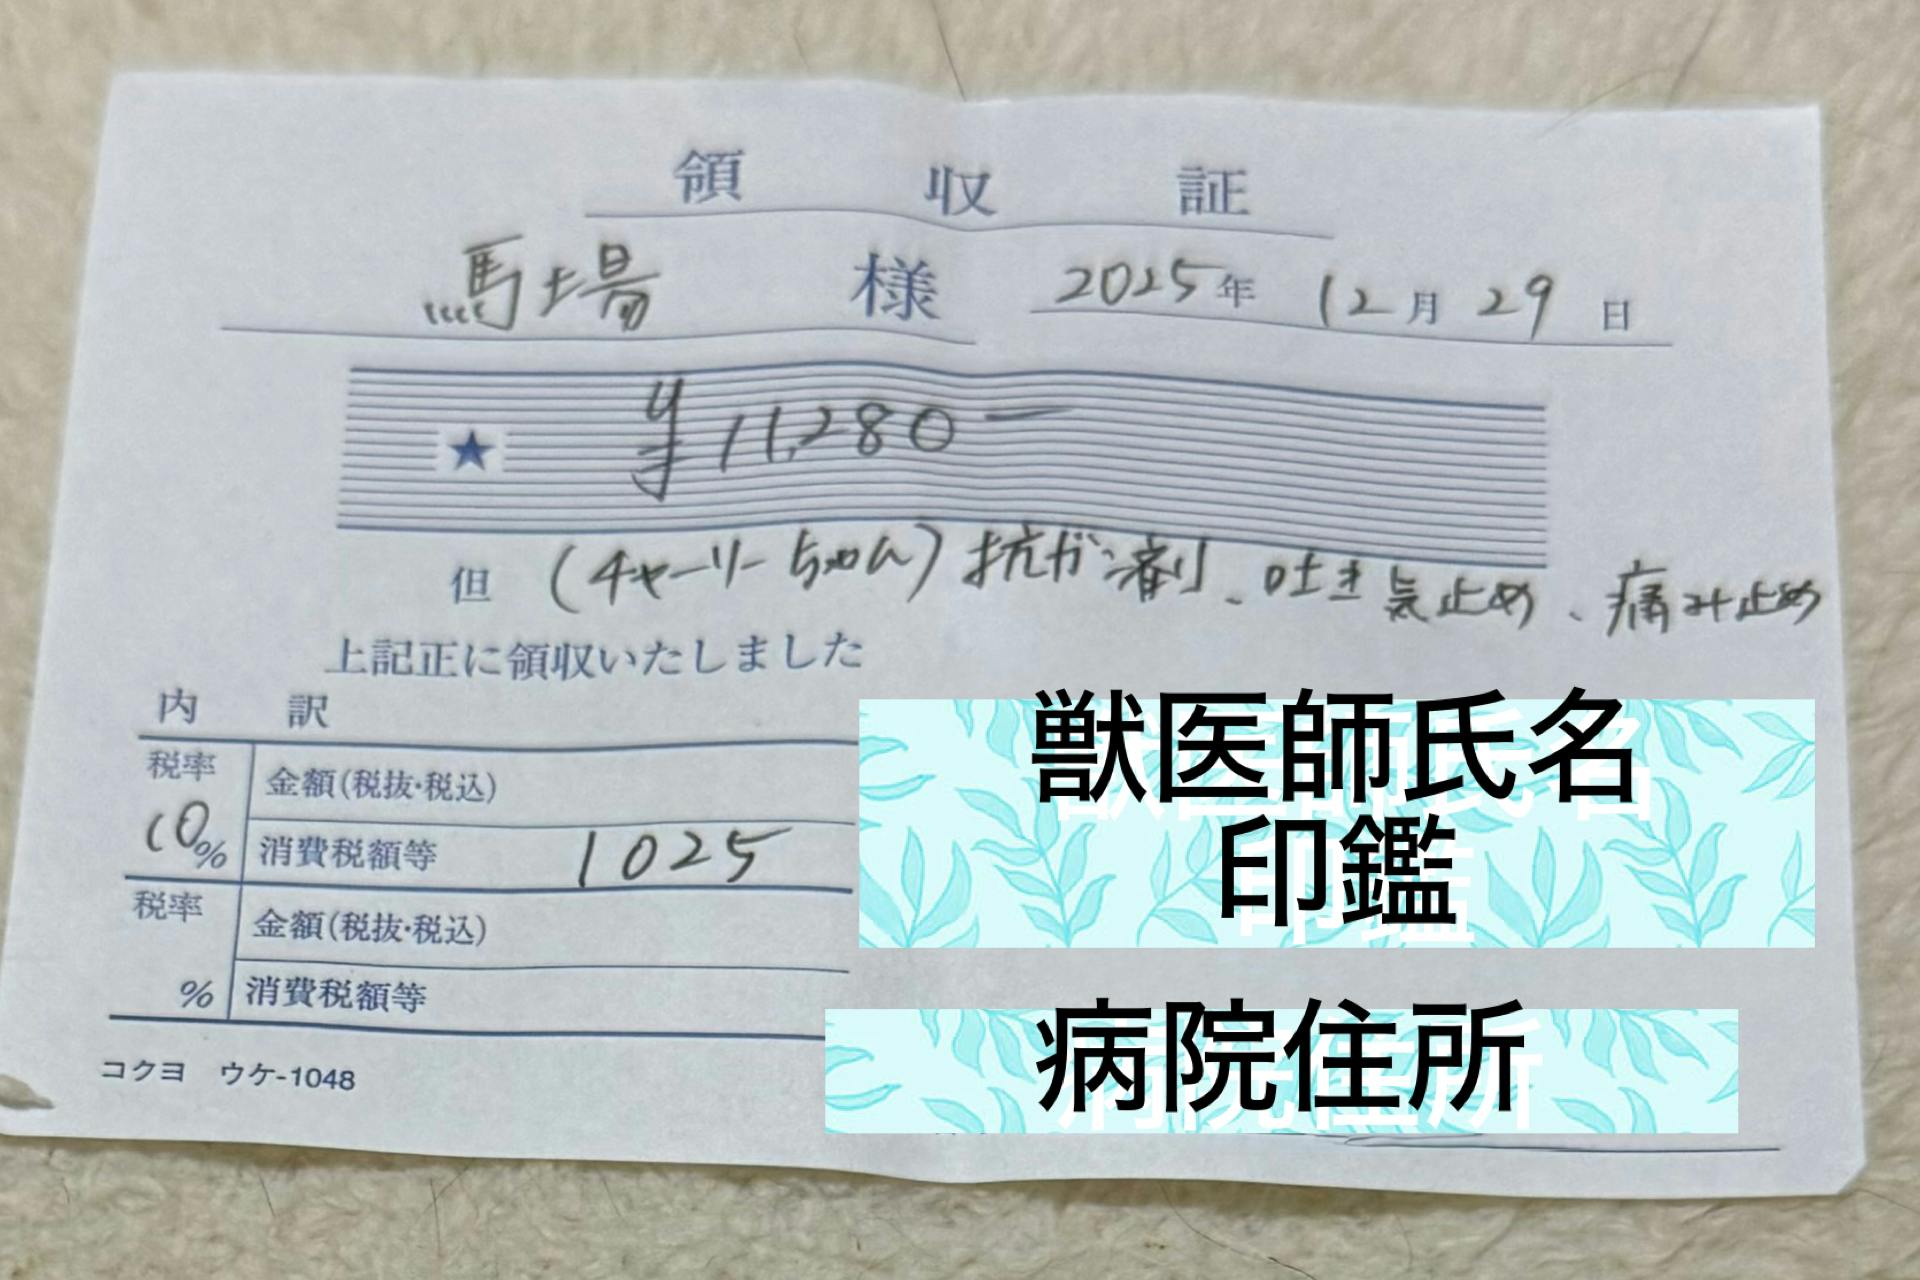 領収証
馬場 様 2025年 12月 29日
★ ¥11,280-
但 (チャーリーちゃん) 抗がん剤、吐き気止め、痛み止め
上記正に領収いたしました
内訳
税率 10% 金額(税抜・税込)
消費税額等 1025
税率 % 金額(税抜・税込)
消費税額等
コクヨ ウケ-1048
獣医師氏名
印鑑
病院住所